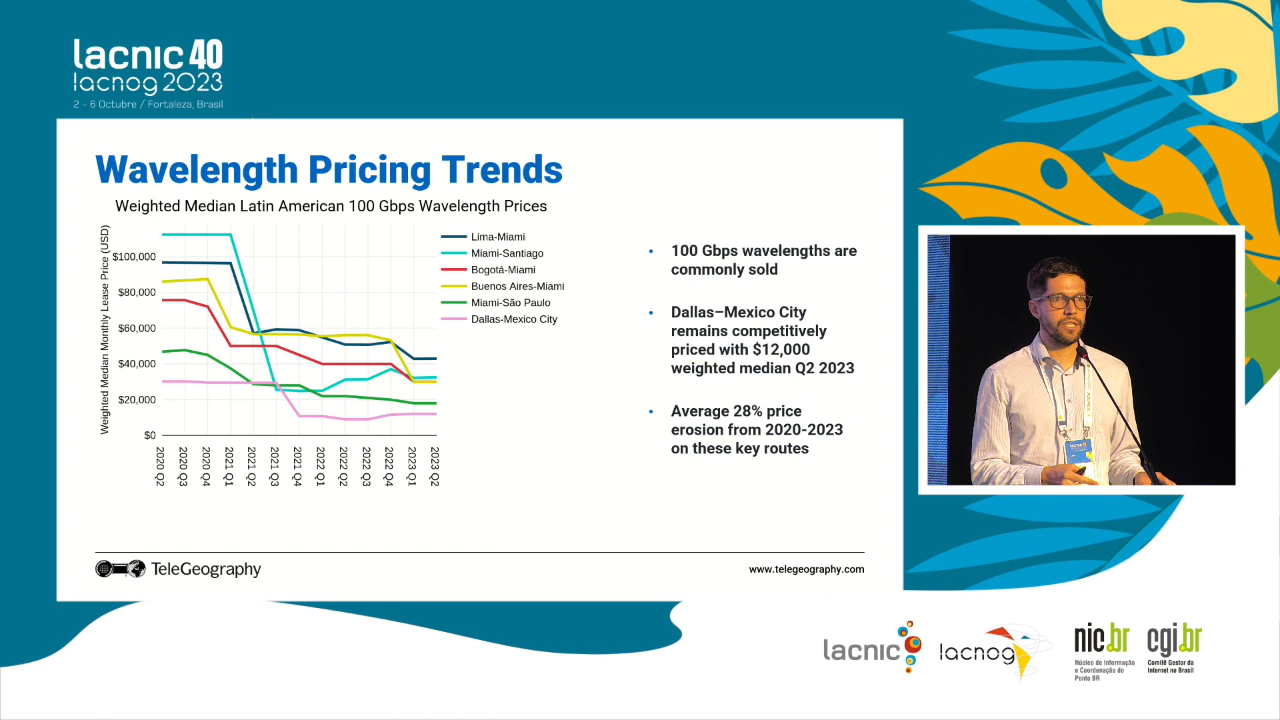 lacnic 40
lacnog 2023
2 - 6 Octubre / Fortaleza, Brasil
Wavelength Pricing Trends
Weighted Median Latin American 100 Gbps Wavelength Prices
Weighted Median Monthly Lease Price (USD)
$100,000
$80,000
$60,000
$40,000
$20,000
$0
2020 Q2
2020 Q3
2020 Q4
2021 Q1
2021 Q2
2021 Q3
2021 Q4
2022 Q1
2022 Q2
2022 Q3
2022 Q4
2023 Q1
2023 Q2
Lima-Miami
Miami-Santiago
Bogotá-Miami
Buenos Aires-Miami
Miami-São Paulo
Dallas-Mexico City
• 100 Gbps wavelengths are
commonly sold
• Dallas–Mexico City
remains competitively
priced with $12,000
weighted median Q2 2023
• Average 28% price
erosion from 2020-2023
on these key routes
TeleGeography
www.telegeography.com
lacnic
lacnog
nic.br
Núcleo de Informação
e Coordenação do
Ponto BR
cgi.br
Comitê Gestor da
Internet no Brasil